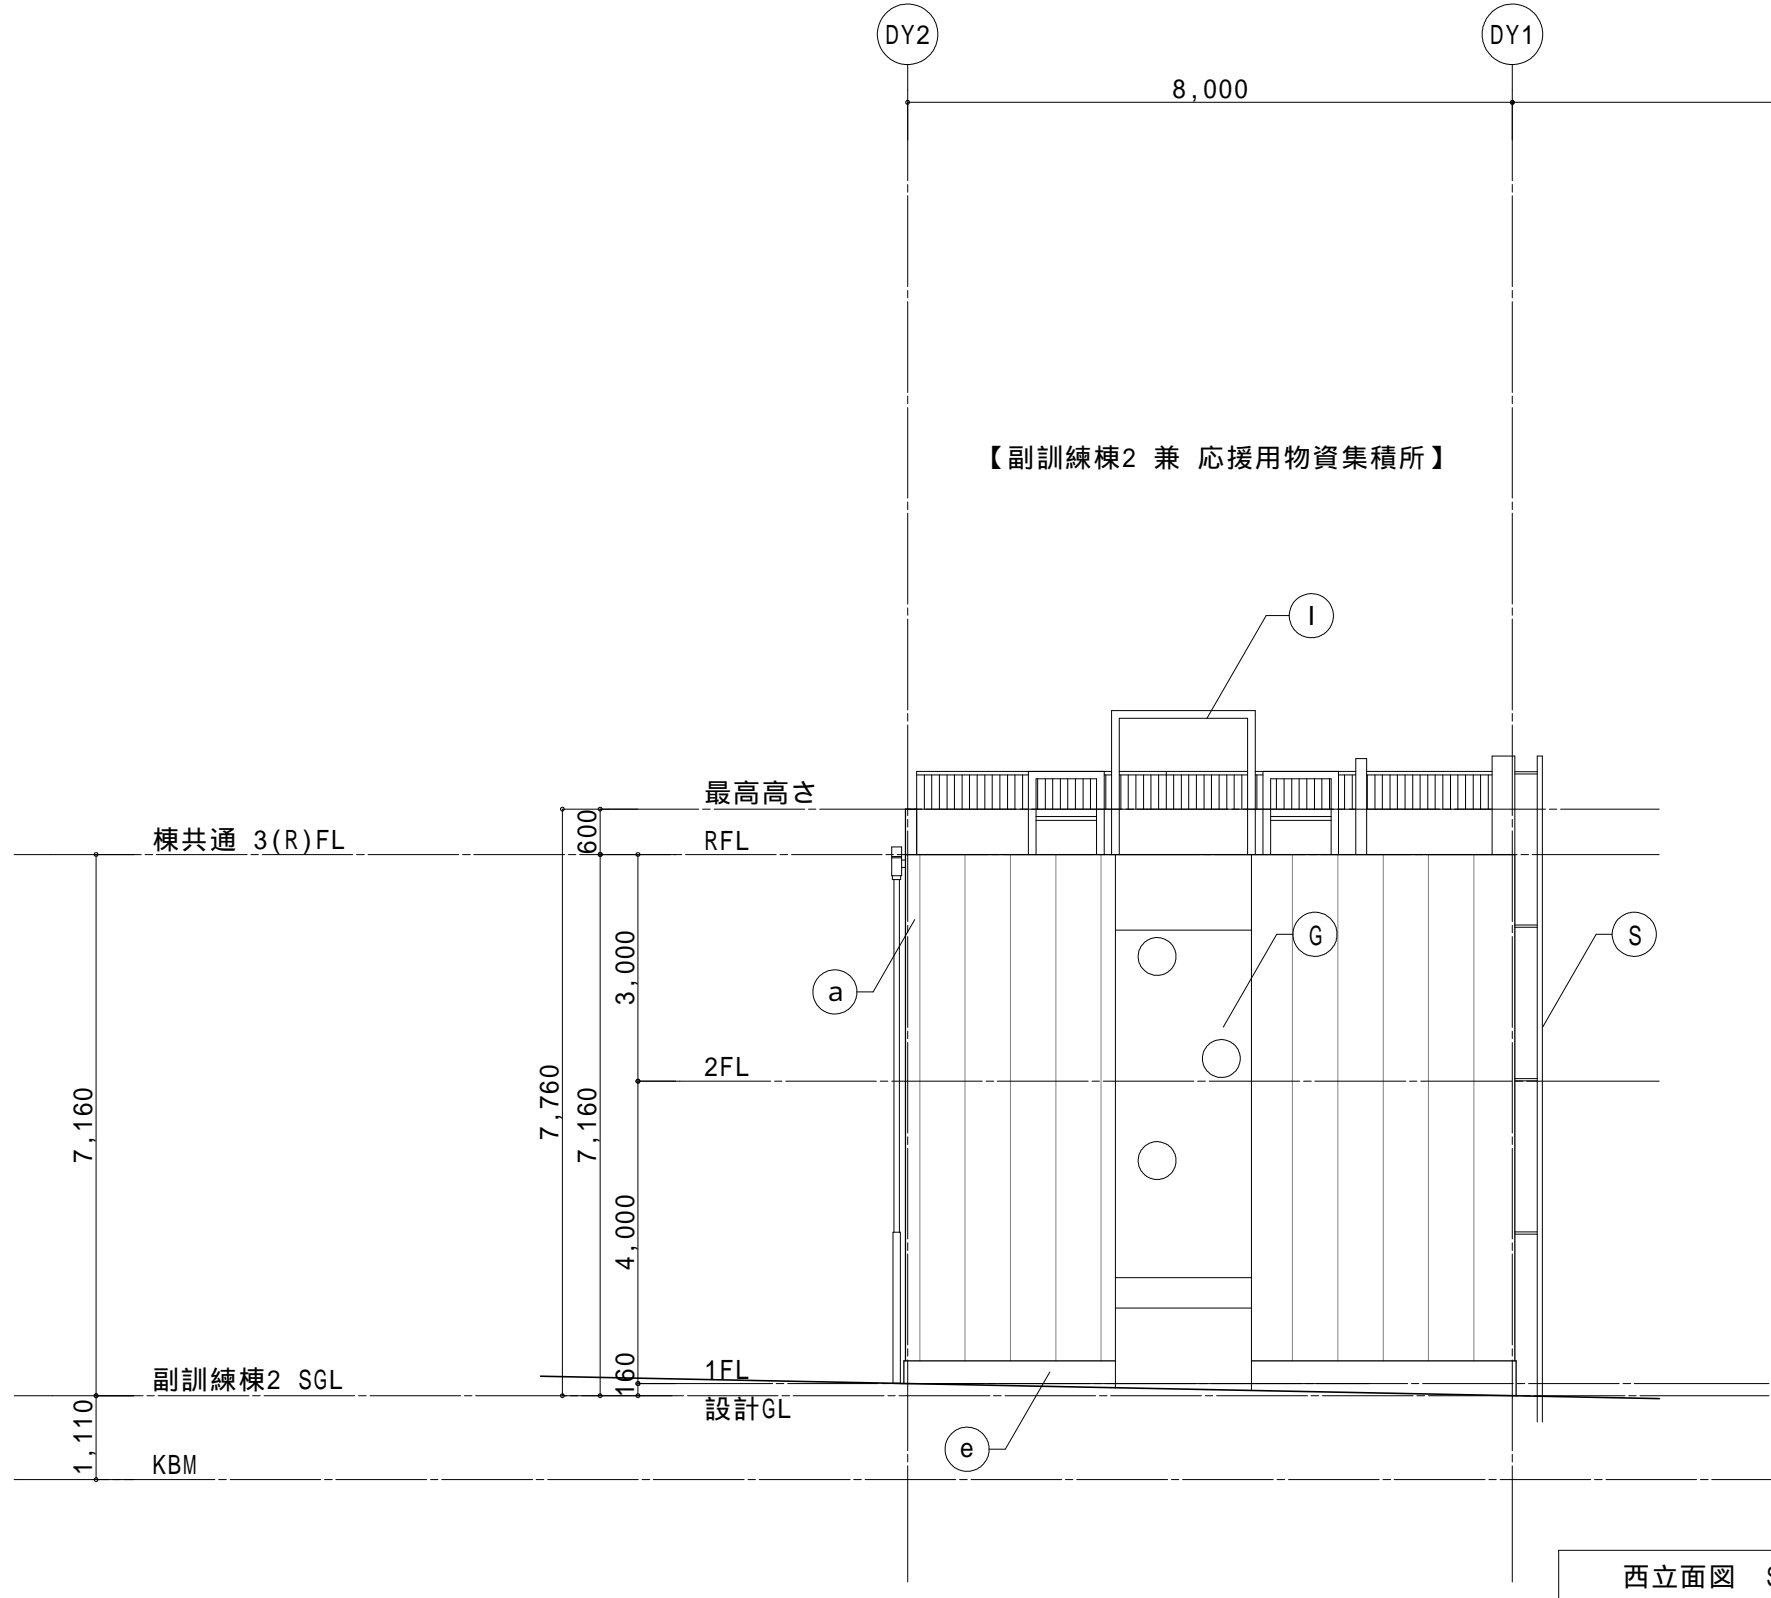 DY2
DY1
8,000
【副訓練棟2 兼 応援用物資集積所】
I
最高高さ
600
棟共通 3(R)FL
RFL
G
S
3,000
a
2FL
7,160
7,760
7,160
4,000
160
副訓練棟2 SGL
1FL
設計GL
1,110
e
KBM
西立面図